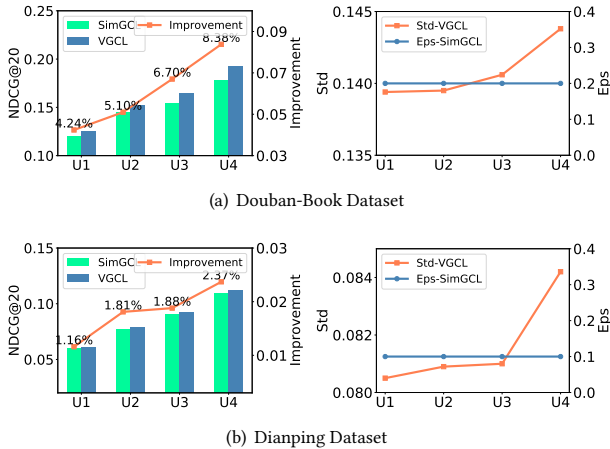 0.25
0.20
0.15
0.10
NDCG@20
SimGC
VGCL
Improvement
4.24%
5.10%
6.70%
8.38%
U1 U2 U3 U4
0.09
0.07
0.05
0.03
Improvement
0.145
0.140
0.135
Std
Std-VGCL
Eps-SimGCL
U1 U2 U3 U4
0.4
0.3
0.2
0.1
0.0
Eps
(a) Douban-Book Dataset
0.15
0.10
0.05
NDCG@20
SimGC
VGCL
Improvement
1.16%
1.81%
1.88%
2.37%
U1 U2 U3 U4
0.03
0.02
0.01
Improvement
0.084
0.082
0.080
Std
Std-VGCL
Eps-SimGCL
U1 U2 U3 U4
0.4
0.3
0.2
0.1
0.0
Eps
(b) Dianping Dataset